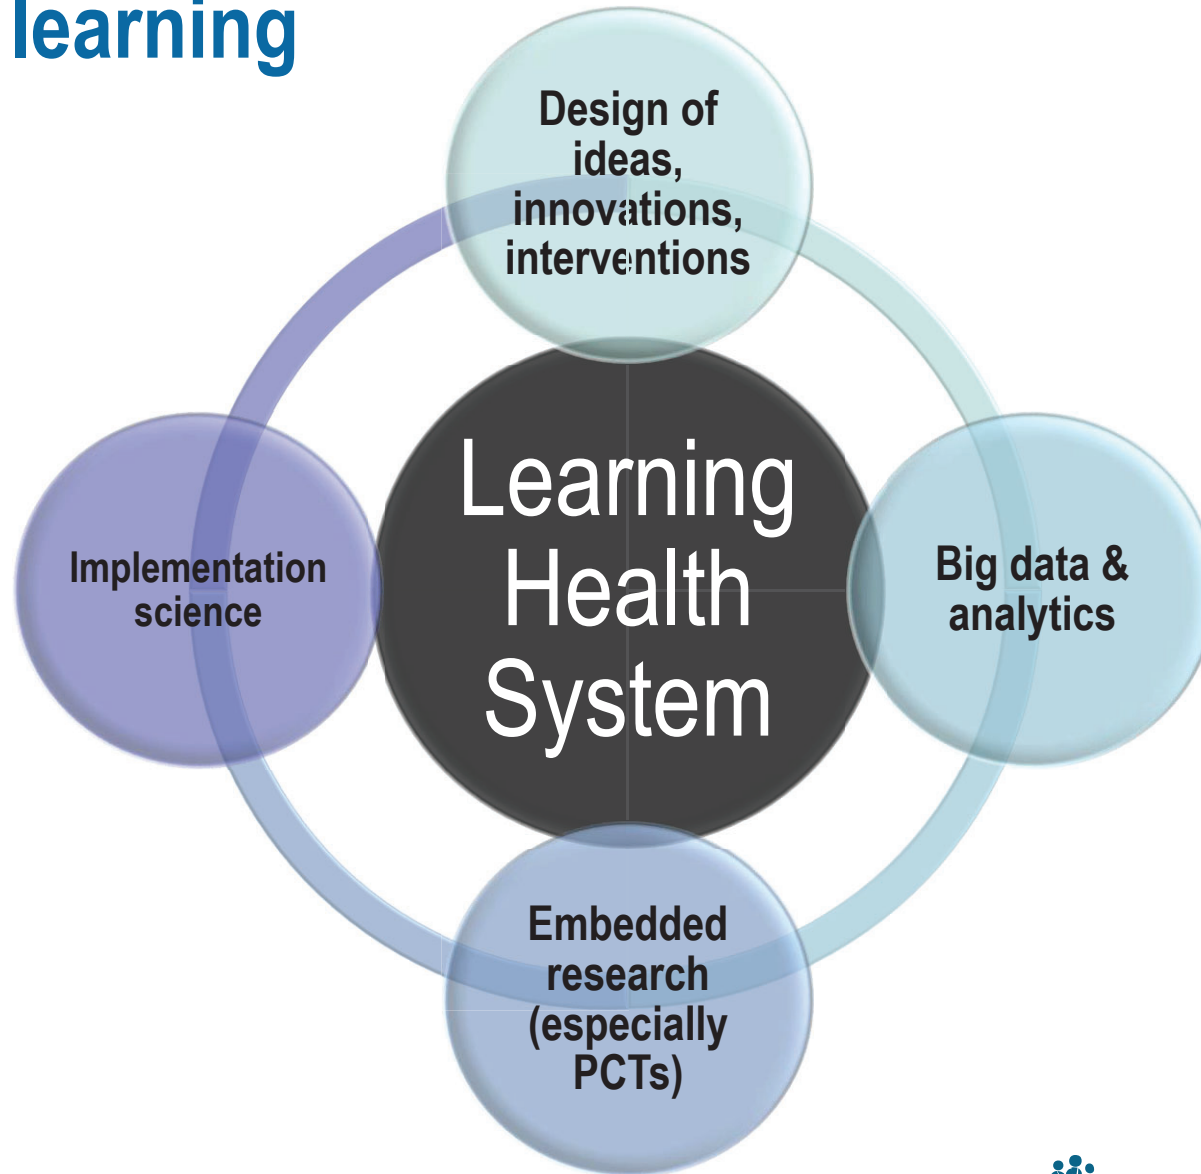 learning
Design of
ideas,
innovations,
interventions
Learning
Health
System
Big data &
analytics
Implementation
science
Embedded
research
(especially
PCTs)